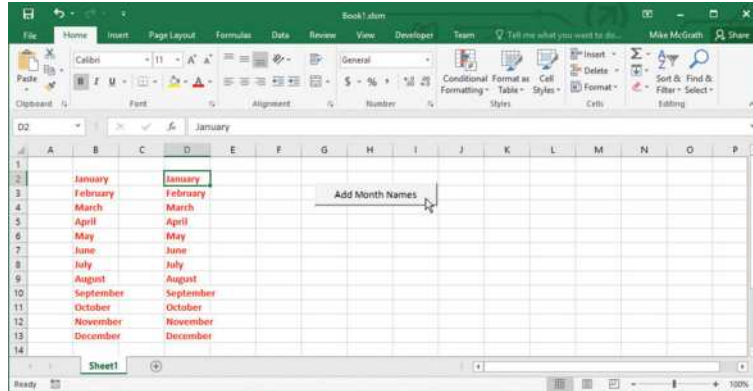 Book1.xlsm
File Home Insert Page Layout Formulas Data Review View Developer Team Tell me what you want to do... Mike McGrath Share
Paste
Calibri 11 A A
General
Conditional Formatting Format as Table Cell Styles
Insert
Delete
Format
Sort & Filter Find & Select
B I U A $ % ,
Clipboard Font Alignment Number Styles Cells Editing
D2 fx January
A B C D E F G H I J K L M N O P
1
2 January January
3 February February Add Month Names
4 March March
5 April April
6 May May
7 June June
8 July July
9 August August
10 September September
11 October October
12 November November
13 December December
14
Sheet1
Ready 100%